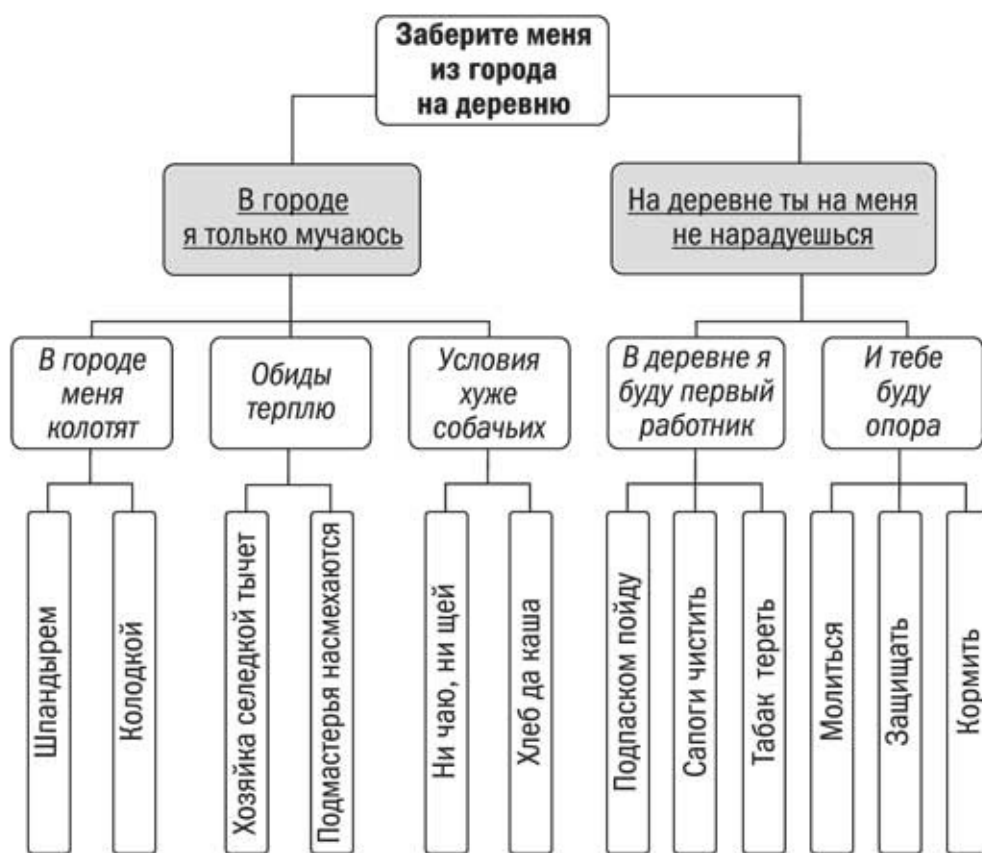 Заберите меня
из города
на деревню
В городе
я только мучаюсь
На деревне ты на меня
не нарадуешься
В городе
меня
колотят
Обиды
терплю
Условия
хуже
собачьих
В деревне я
буду первый
работник
И тебе
буду
опора
Шпандырем
Колодкой
Хозяйка селедкой тычет
Подмастерья насмехаются
Ни чаю, ни щей
Хлеб да каша
Подпаском пойду
Сапоги чистить
Табак тереть
Молиться
Защищать
Кормить